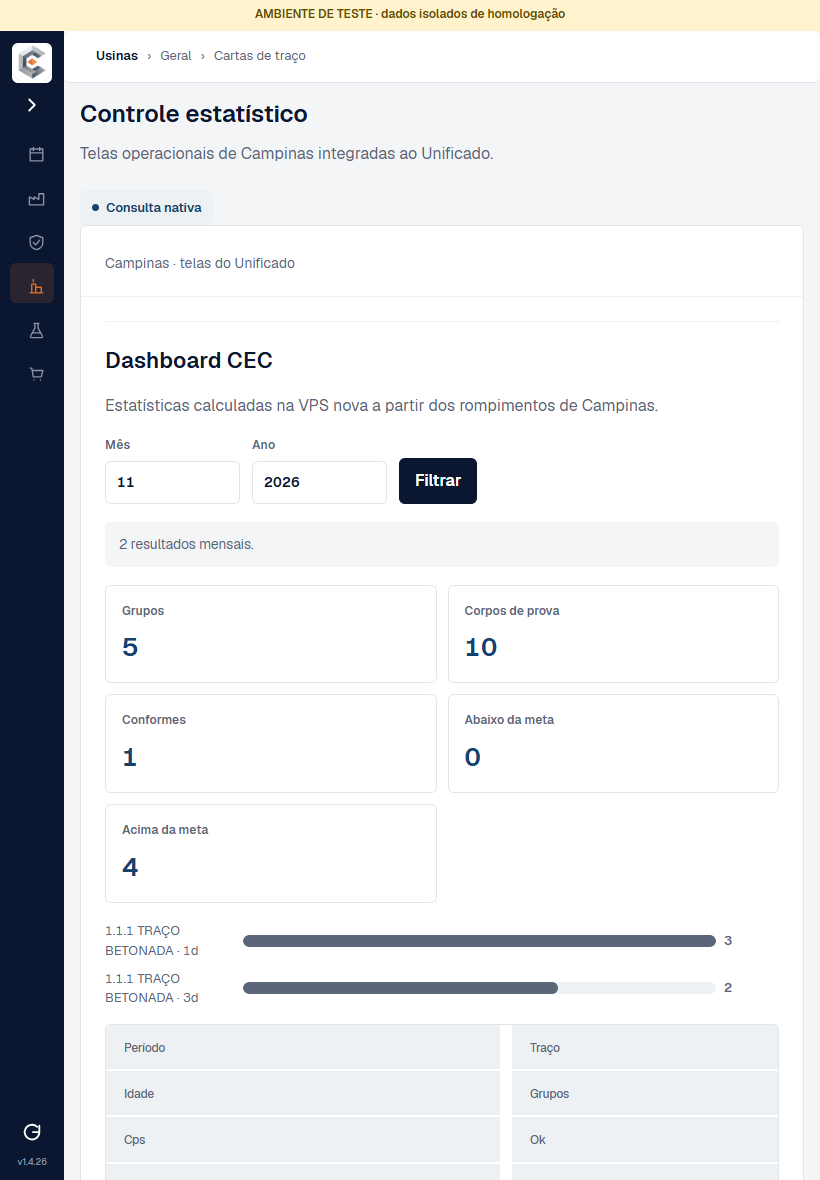 AMBIENTE DE TESTE · dados isolados de homologação
Usinas › Geral › Cartas de traço
Controle estatístico
Telas operacionais de Campinas integradas ao Unificado.
Consulta nativa
Campinas · telas do Unificado
Dashboard CEC
Estatísticas calculadas na VPS nova a partir dos rompimentos de Campinas.
Mês Ano
11 2026 Filtrar
2 resultados mensais.
Grupos Corpos de prova
5 10
Conformes Abaixo da meta
1 0
Acima da meta
4
1.1.1 TRAÇO
BETONADA · 1d 3
1.1.1 TRAÇO
BETONADA · 3d 2
Período Traço
Idade Grupos
Cps Ok
v1.4.26